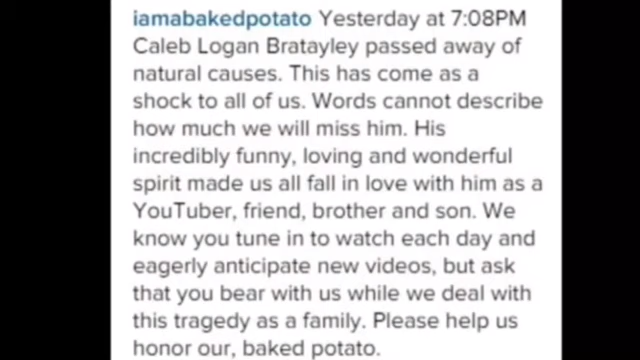 iamabakedpotato Yesterday at 7:08PM
Caleb Logan Bratayley passed away of
natural causes. This has come as a
shock to all of us. Words cannot describe
how much we will miss him. His
incredibly funny, loving and wonderful
spirit made us all fall in love with him as a
YouTuber, friend, brother and son. We
know you tune in to watch each day and
eagerly anticipate new videos, but ask
that you bear with us while we deal with
this tragedy as a family. Please help us
honor our, baked potato.